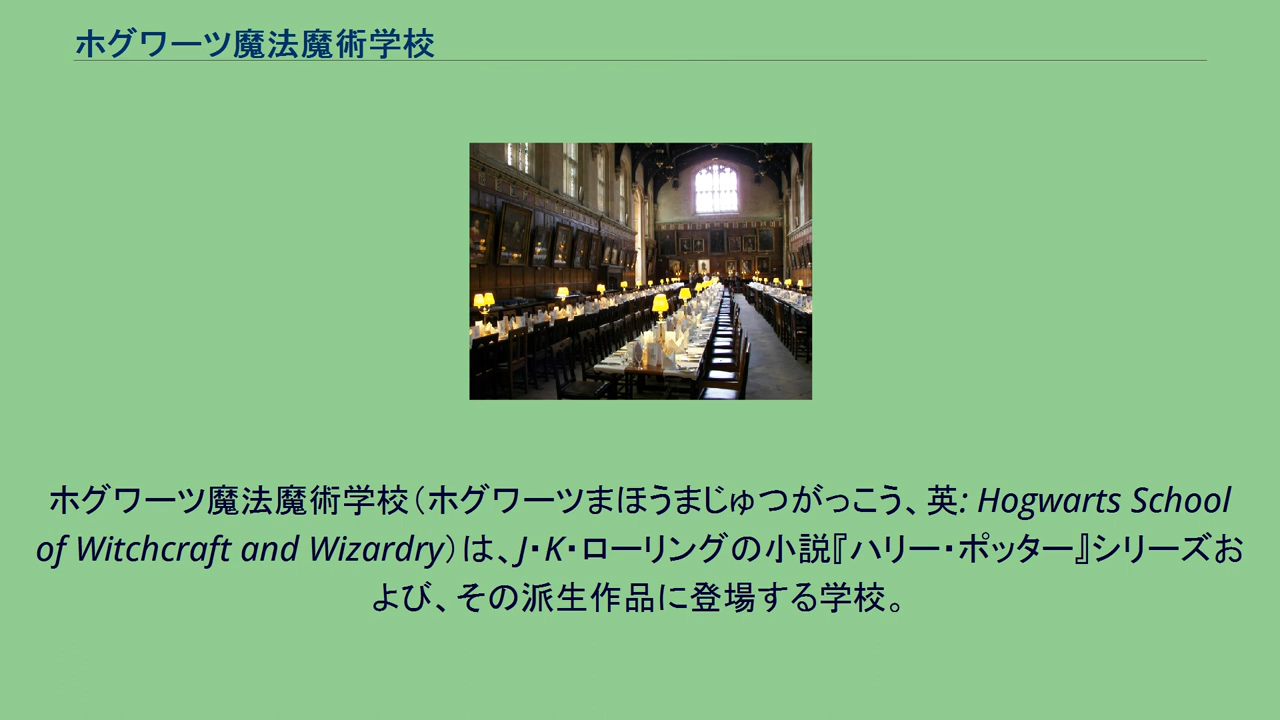 ホグワーツ魔法魔術学校
ホグワーツ魔法魔術学校（ホグワーツまほうまじゅつがっこう、英: Hogwarts School
of Witchcraft and Wizardry）は、J・K・ローリングの小説『ハリー・ポッター』シリーズお
よび、その派生作品に登場する学校。